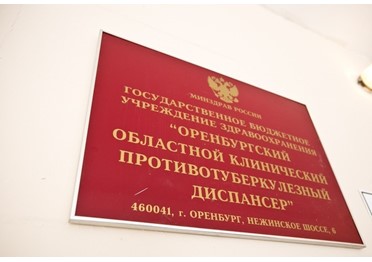 МИНЗДРАВ РОССИИ
ГОСУДАРСТВЕННОЕ БЮДЖЕТНОЕ
УЧРЕЖДЕНИЕ ЗДРАВООХРАНЕНИЯ
"ОРЕНБУРГСКИЙ
ОБЛАСТНОЙ КЛИНИЧЕСКИЙ
ПРОТИВОТУБЕРКУЛЕЗНЫЙ
ДИСПАНСЕР"
460041, г. ОРЕНБУРГ, НЕЖИНСКОЕ ШОССЕ, 6